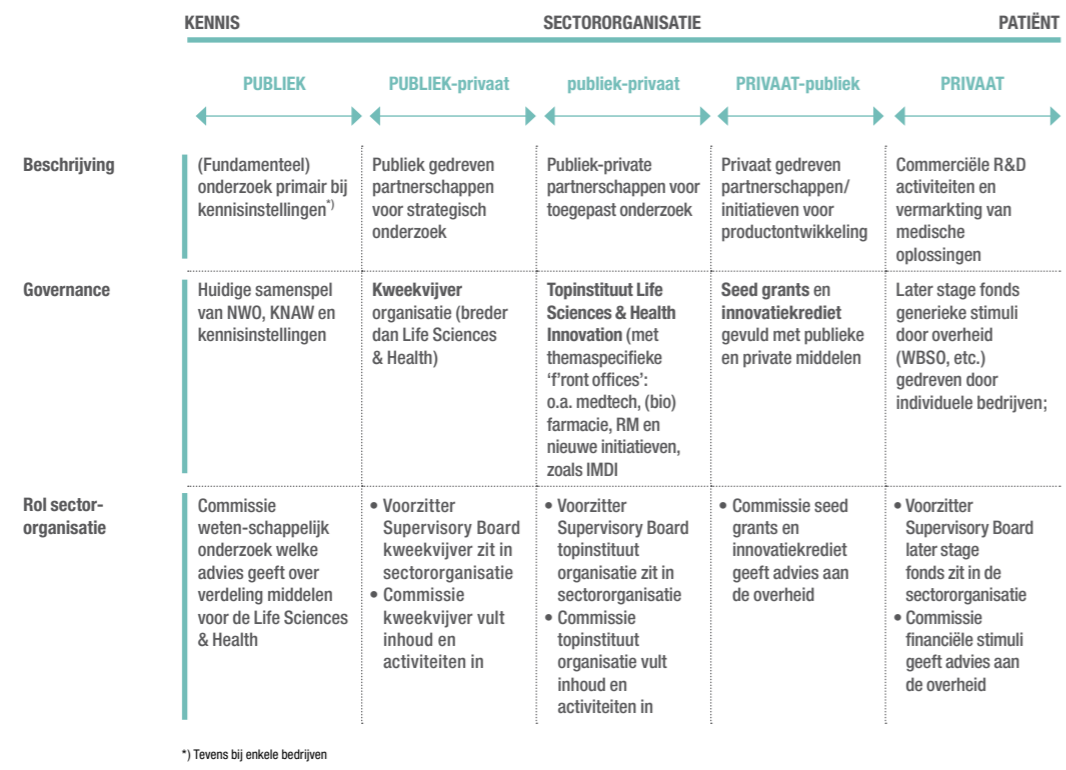 KENNIS SECTORORGANISATIE PATIËNT
PUBLIEK PUBLIEK-privaat publiek-privaat PRIVAAT-publiek PRIVAAT
Beschrijving
(Fundamenteel)
onderzoek primair bij
kennisinstellingen*)
Publiek gedreven
partnerschappen
voor strategisch
onderzoek
Publiek-private
partnerschappen voor
toegepast onderzoek
Privaat gedreven
partnerschappen/
initiatieven voor
productontwikkeling
Commerciële R&D
activiteiten en
vermarkting van
medische
oplossingen
Governance
Huidige samenspel
van NWO, KNAW en
kennisinstellingen
Kweekvijver
organisatie (breder
dan Life Sciences
& Health)
Topinstituut Life
Sciences & Health
Innovation (met
themaspecifieke
‘f’ront offices’:
o.a. medtech, (bio)
farmacie, RM en
nieuwe initiatieven,
zoals IMDI
Seed grants en
innovatiekrediet
gevuld met publieke
en private middelen
Later stage fonds
generieke stimuli
door overheid
(WBSO, etc.)
gedreven door
individuele bedrijven;
Rol sector-
organisatie
Commissie
weten-schappelijk
onderzoek welke
advies geeft over
verdeling middelen
voor de Life Sciences
& Health
• Voorzitter
Supervisory Board
kweekvijver zit in
sectororganisatie
• Commissie
kweekvijver vult
inhoud en
activiteiten in
• Voorzitter
Supervisory Board
topinstituut
organisatie zit in
sectororganisatie
• Commissie
topinstituut
organisatie vult
inhoud en
activiteiten in
• Commissie seed
grants en
innovatiekrediet
geeft advies aan
de overheid
• Voorzitter
Supervisory Board
later stage
fonds zit in de
sectororganisatie
• Commissie
financiële stimuli
geeft advies aan
de overheid
*) Tevens bij enkele bedrijven